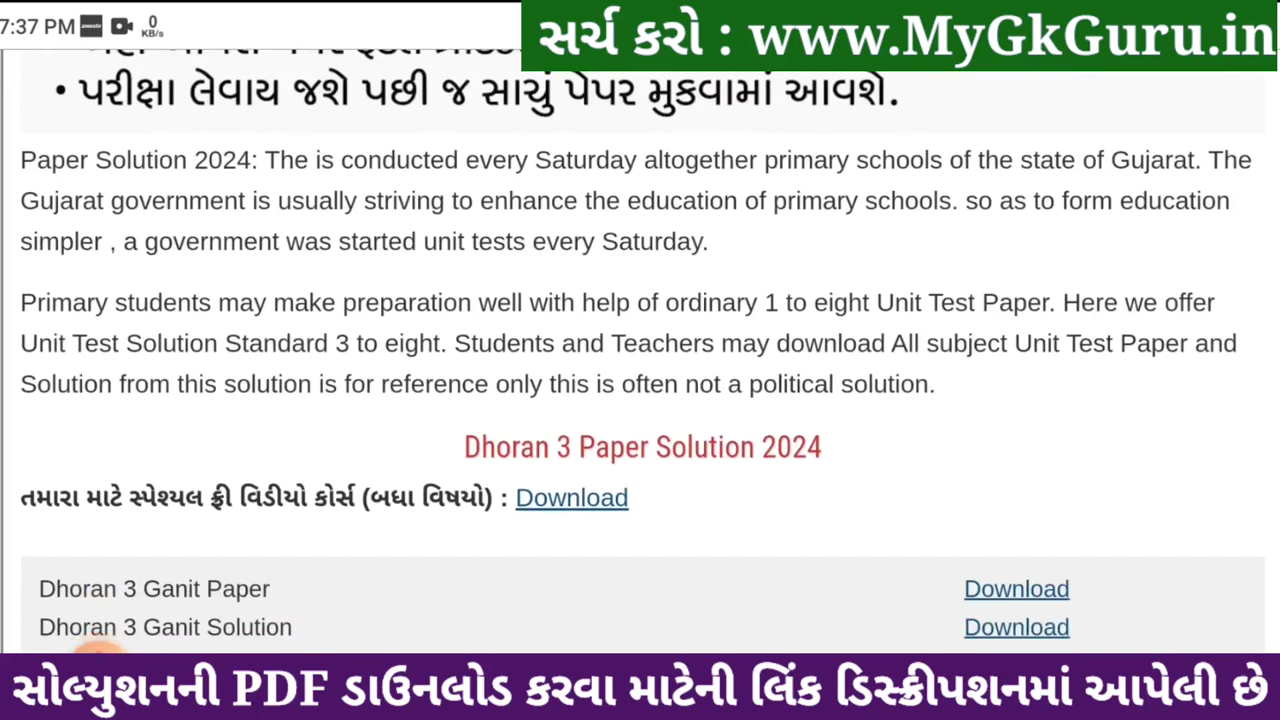 7:37 PM 0 KB/s
સર્ચ કરો : www.MyGkGuru.in
• પરીક્ષા લેવાય જશે પછી જ સાચું પેપર મુકવામાં આવશે.
Paper Solution 2024: The is conducted every Saturday altogether primary schools of the state of Gujarat. The
Gujarat government is usually striving to enhance the education of primary schools. so as to form education
simpler , a government was started unit tests every Saturday.
Primary students may make preparation well with help of ordinary 1 to eight Unit Test Paper. Here we offer
Unit Test Solution Standard 3 to eight. Students and Teachers may download All subject Unit Test Paper and
Solution from this solution is for reference only this is often not a political solution.
Dhoran 3 Paper Solution 2024
તમારા માટે સ્પેશ્યલ ફ્રી વિડીયો કોર્સ (બધા વિષયો) : Download
Dhoran 3 Ganit Paper Download
Dhoran 3 Ganit Solution Download
સોલ્યુશનની PDF ડાઉનલોડ કરવા માટેની લિંક ડિસ્ક્રીપશનમાં આપેલી છે